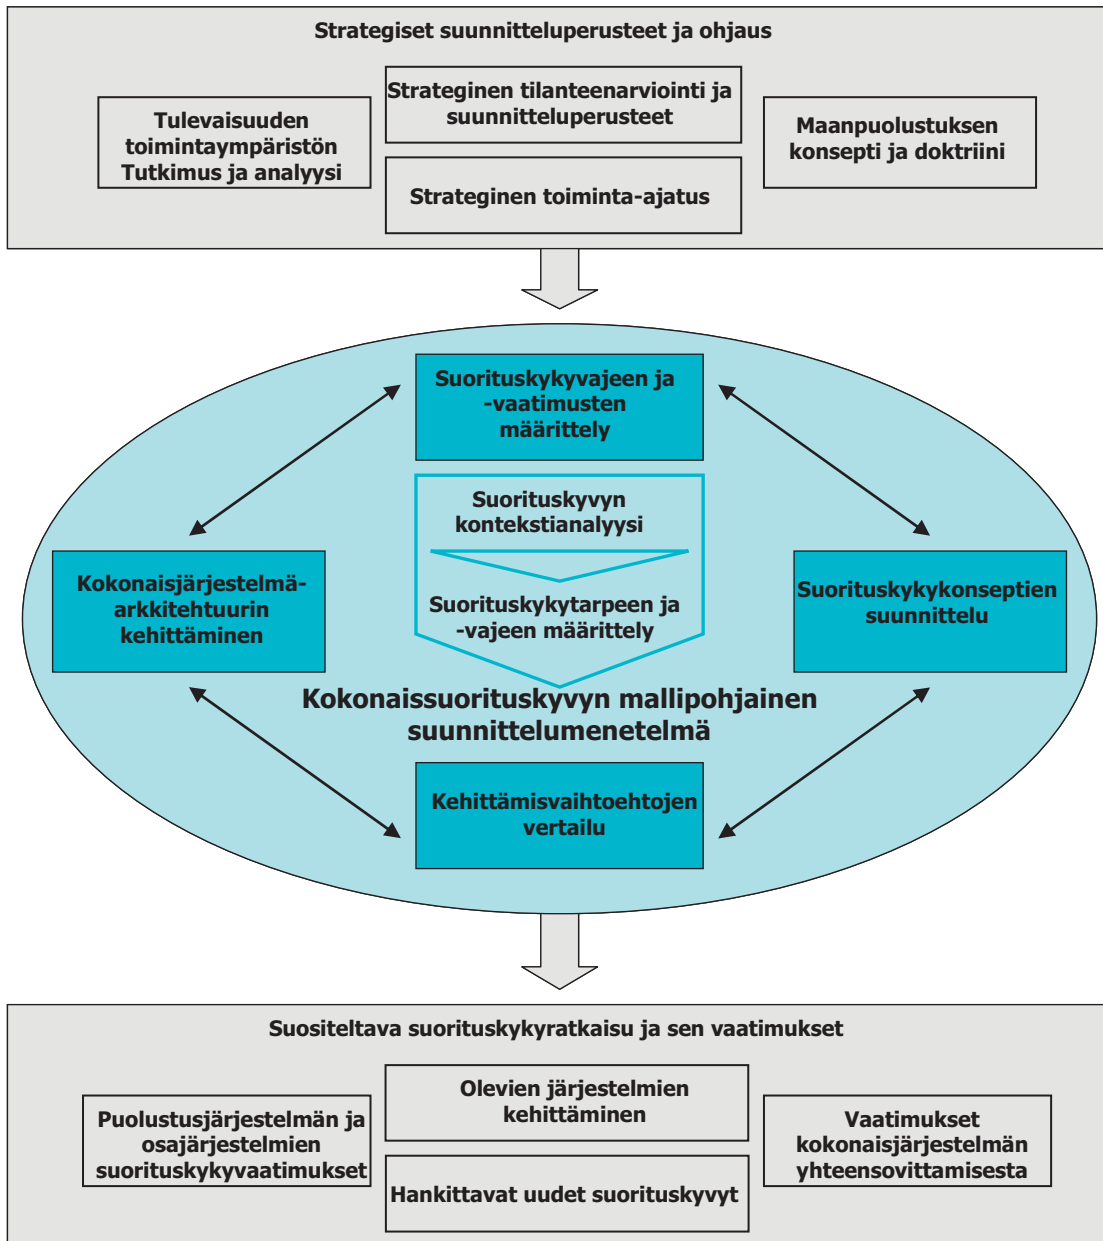 Strategiset suunnitteluperusteet ja ohjaus
Tulevaisuuden
toimintaympäristön
Tutkimus ja analyysi
Strateginen tilanteenarviointi ja
suunnitteluperusteet
Strateginen toiminta-ajatus
Maanpuolustuksen
konsepti ja doktriini
Suorituskykyvajeen ja
-vaatimusten
määrittely
Suorituskyvyn
kontekstianalyysi
Kokonaisjärjestelmä-
arkkitehtuurin
kehittäminen
Suorituskykytarpeen ja
-vajeen määrittely
Suorituskykykonseptien
suunnittelu
Kokonaissuorituskyvyn mallipohjainen
suunnittelumenetelmä
Kehittämisvaihtoehtojen
vertailu
Suositeltava suorituskykyratkaisu ja sen vaatimukset
Puolustusjärjestelmän ja
osajärjestelmien
suorituskykyvaatimukset
Olevien järjestelmien
kehittäminen
Hankittavat uudet suorituskyvyt
Vaatimukset
kokonaisjärjestelmän
yhteensovittamisesta